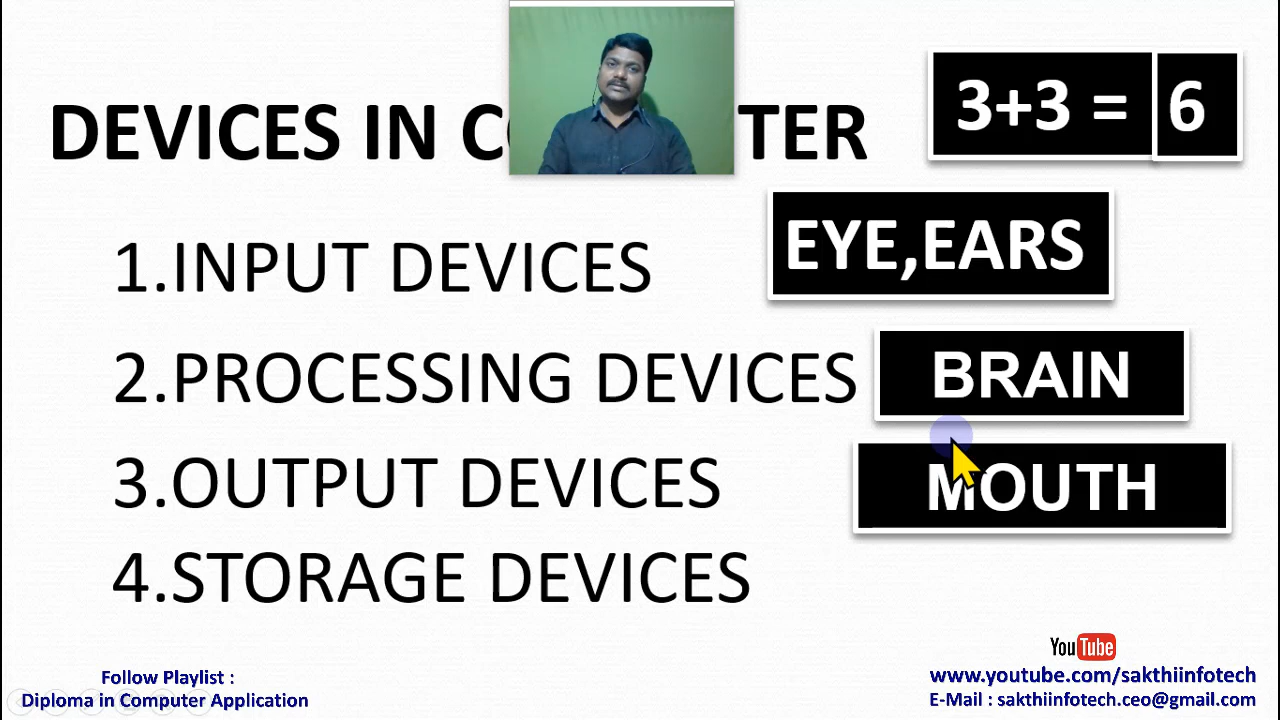 3+3 = 6
DEVICES IN C TER
EYE,EARS
1.INPUT DEVICES
2.PROCESSING DEVICES
BRAIN
3.OUTPUT DEVICES
MOUTH
4.STORAGE DEVICES
YouTube
Follow Playlist :
Diploma in Computer Application
www.youtube.com/sakthiinfotech
E-Mail : sakthiinfotech.ceo@gmail.com